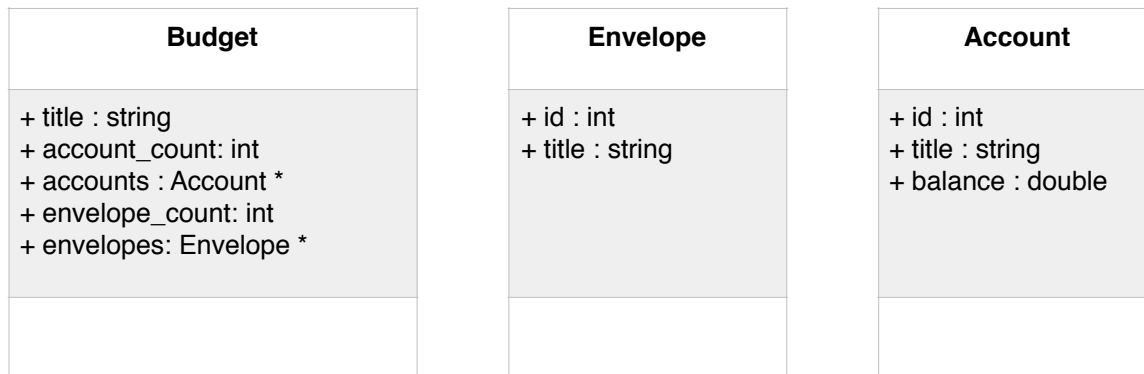 Budget
+ title : string
+ account_count: int
+ accounts : Account *
+ envelope_count: int
+ envelopes: Envelope *
Envelope
+ id : int
+ title : string
Account
+ id : int
+ title : string
+ balance : double